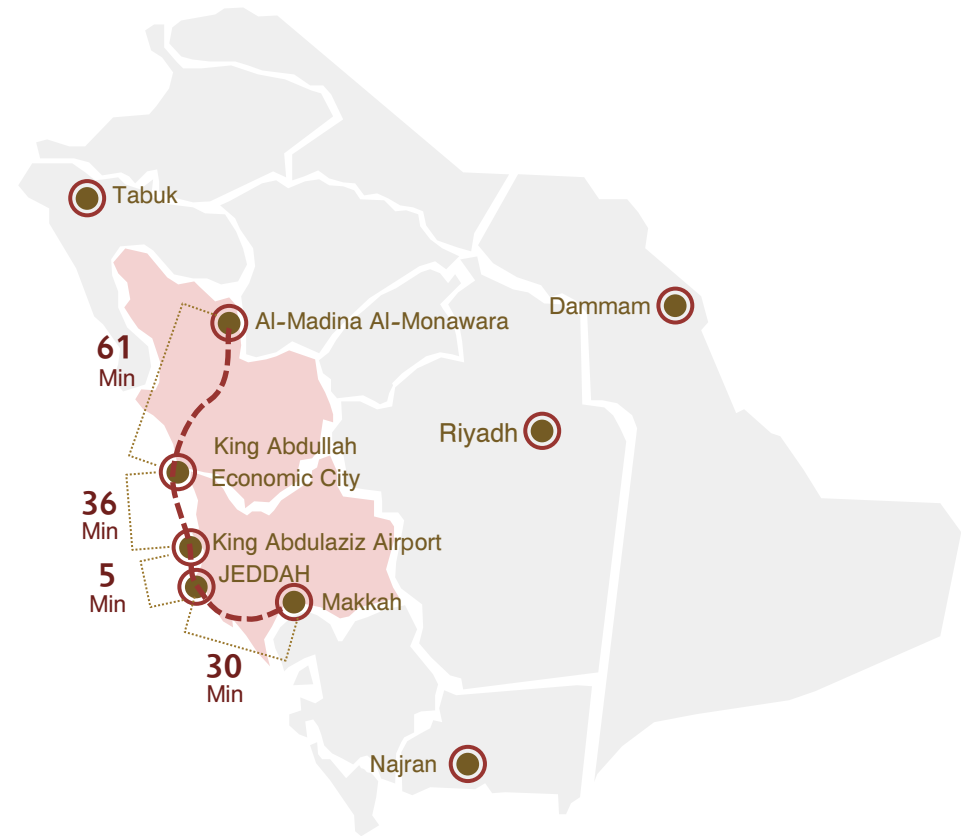 Tabuk
Dammam
Al-Madina Al-Monawara
61
Min
Riyadh
King Abdullah
Economic City
36
Min
King Abdulaziz Airport
5
Min
JEDDAH
Makkah
30
Min
Najran